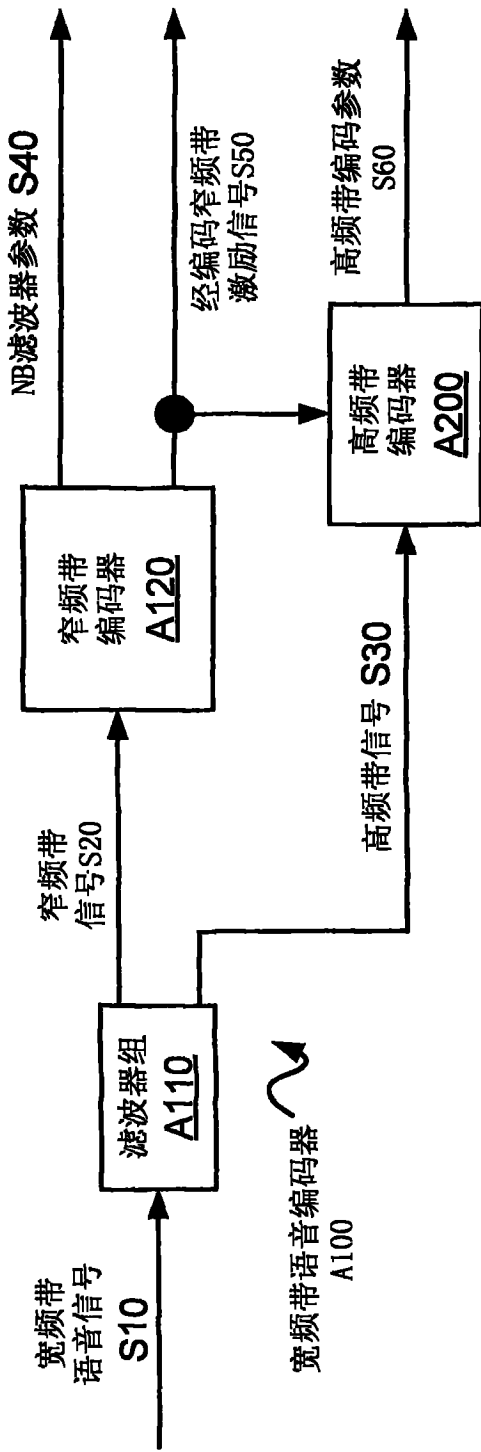 宽频带
语音信号
S10
滤波器组
A110
宽频带语音编码器
A100
窄频带
信号S20
高频带信号 S30
窄频带
编码器
A120
NB滤波器参数 S40
经编码窄频带
激励信号S50
高频带
编码器
A200
高频带编码参数
S60